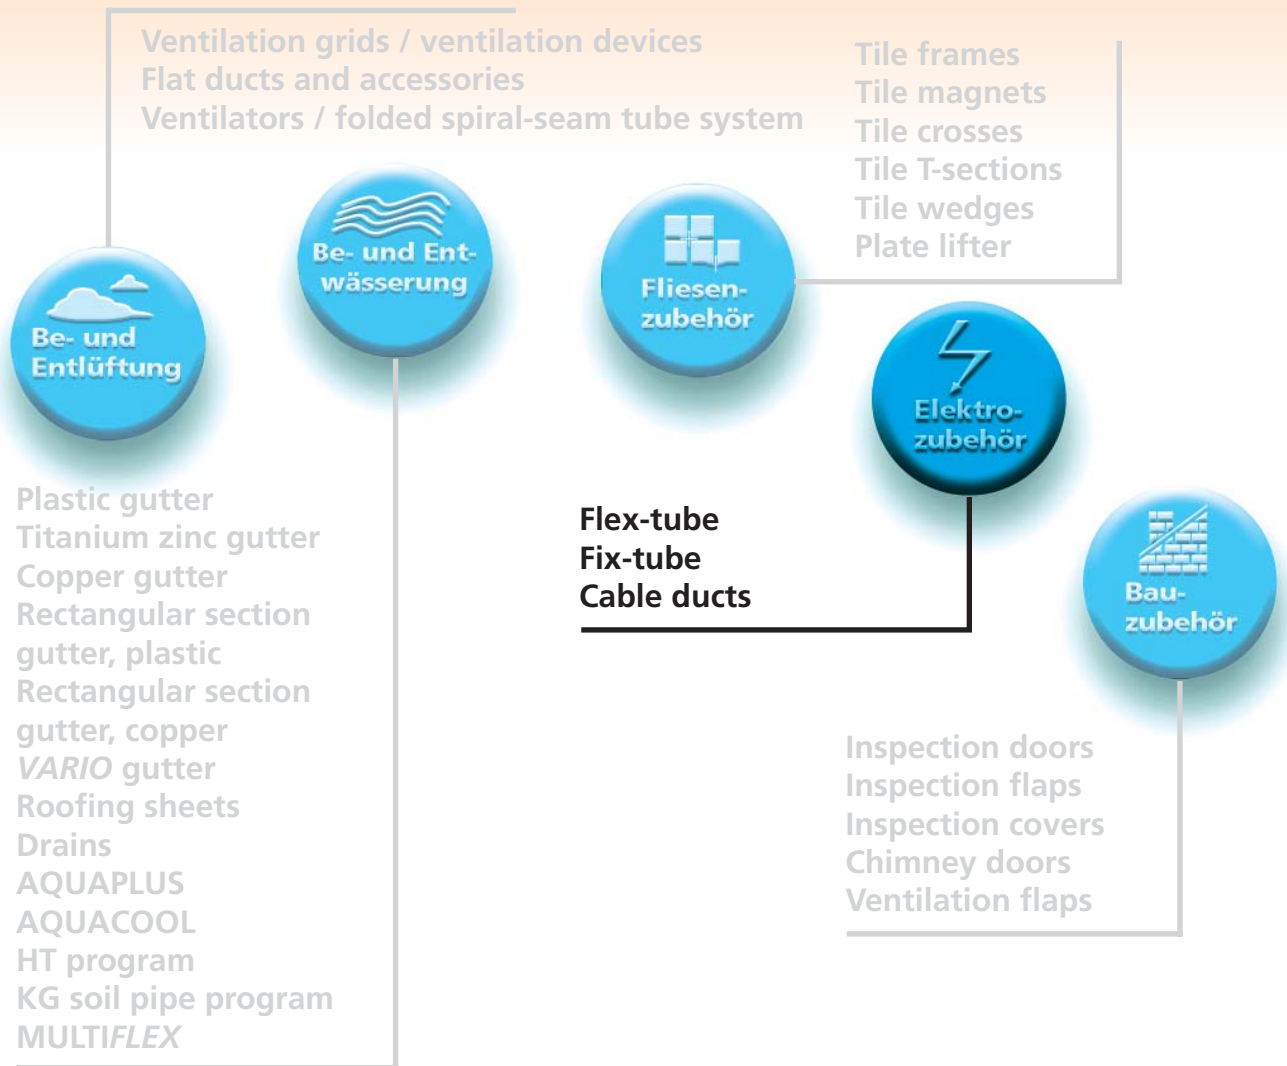 Ventilation grids / ventilation devices
Flat ducts and accessories
Ventilators / folded spiral-seam tube system
Tile frames
Tile magnets
Tile crosses
Tile T-sections
Tile wedges
Plate lifter
Be- und
Entlüftung
Be- und Ent-
wässerung
Fliesen-
zubehör
Elektro-
zubehör
Bau-
zubehör
Plastic gutter
Titanium zinc gutter
Copper gutter
Rectangular section
gutter, plastic
Rectangular section
gutter, copper
VARIO gutter
Roofing sheets
Drains
AQUAPLUS
AQUACOOL
HT program
KG soil pipe program
MULTIFLEX
Flex-tube
Fix-tube
Cable ducts
Inspection doors
Inspection flaps
Inspection covers
Chimney doors
Ventilation flaps